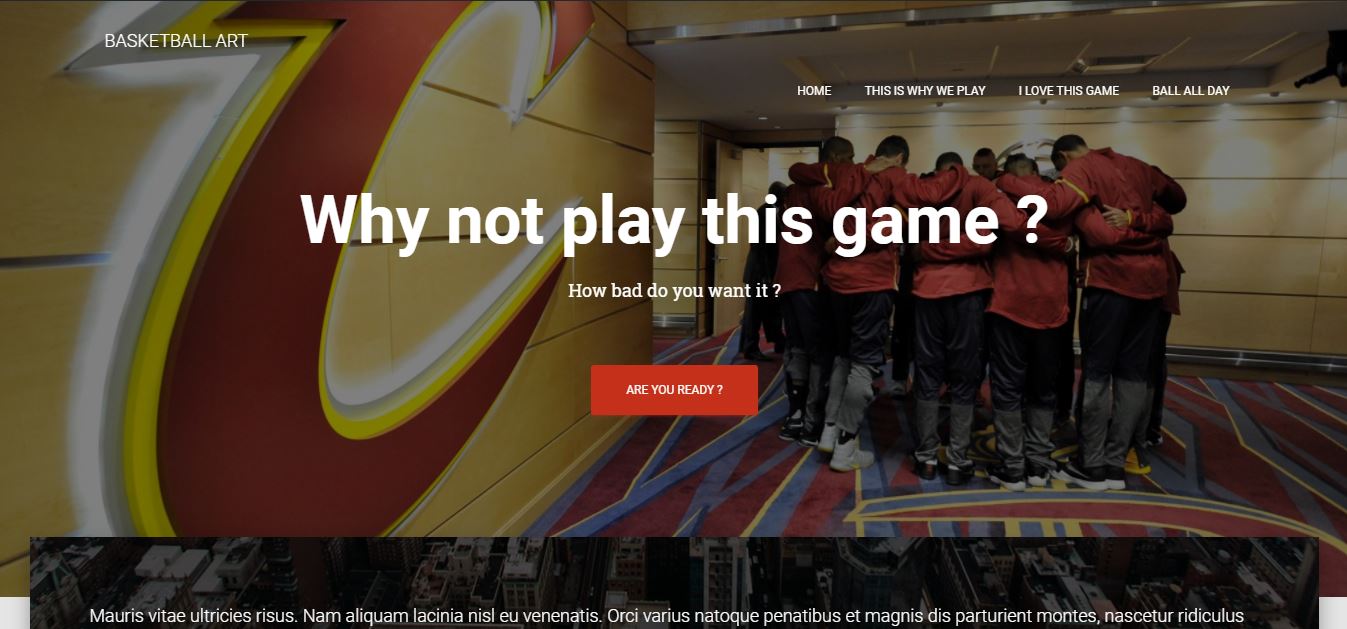 BASKETBALL ART
HOME THIS IS WHY WE PLAY I LOVE THIS GAME BALL ALL DAY
Why not play this game ?
How bad do you want it ?
ARE YOU READY ?
Mauris vitae ultricies risus. Nam aliquam lacinia nisl eu venenatis. Orci varius natoque penatibus et magnis dis parturient montes, nascetur ridiculus